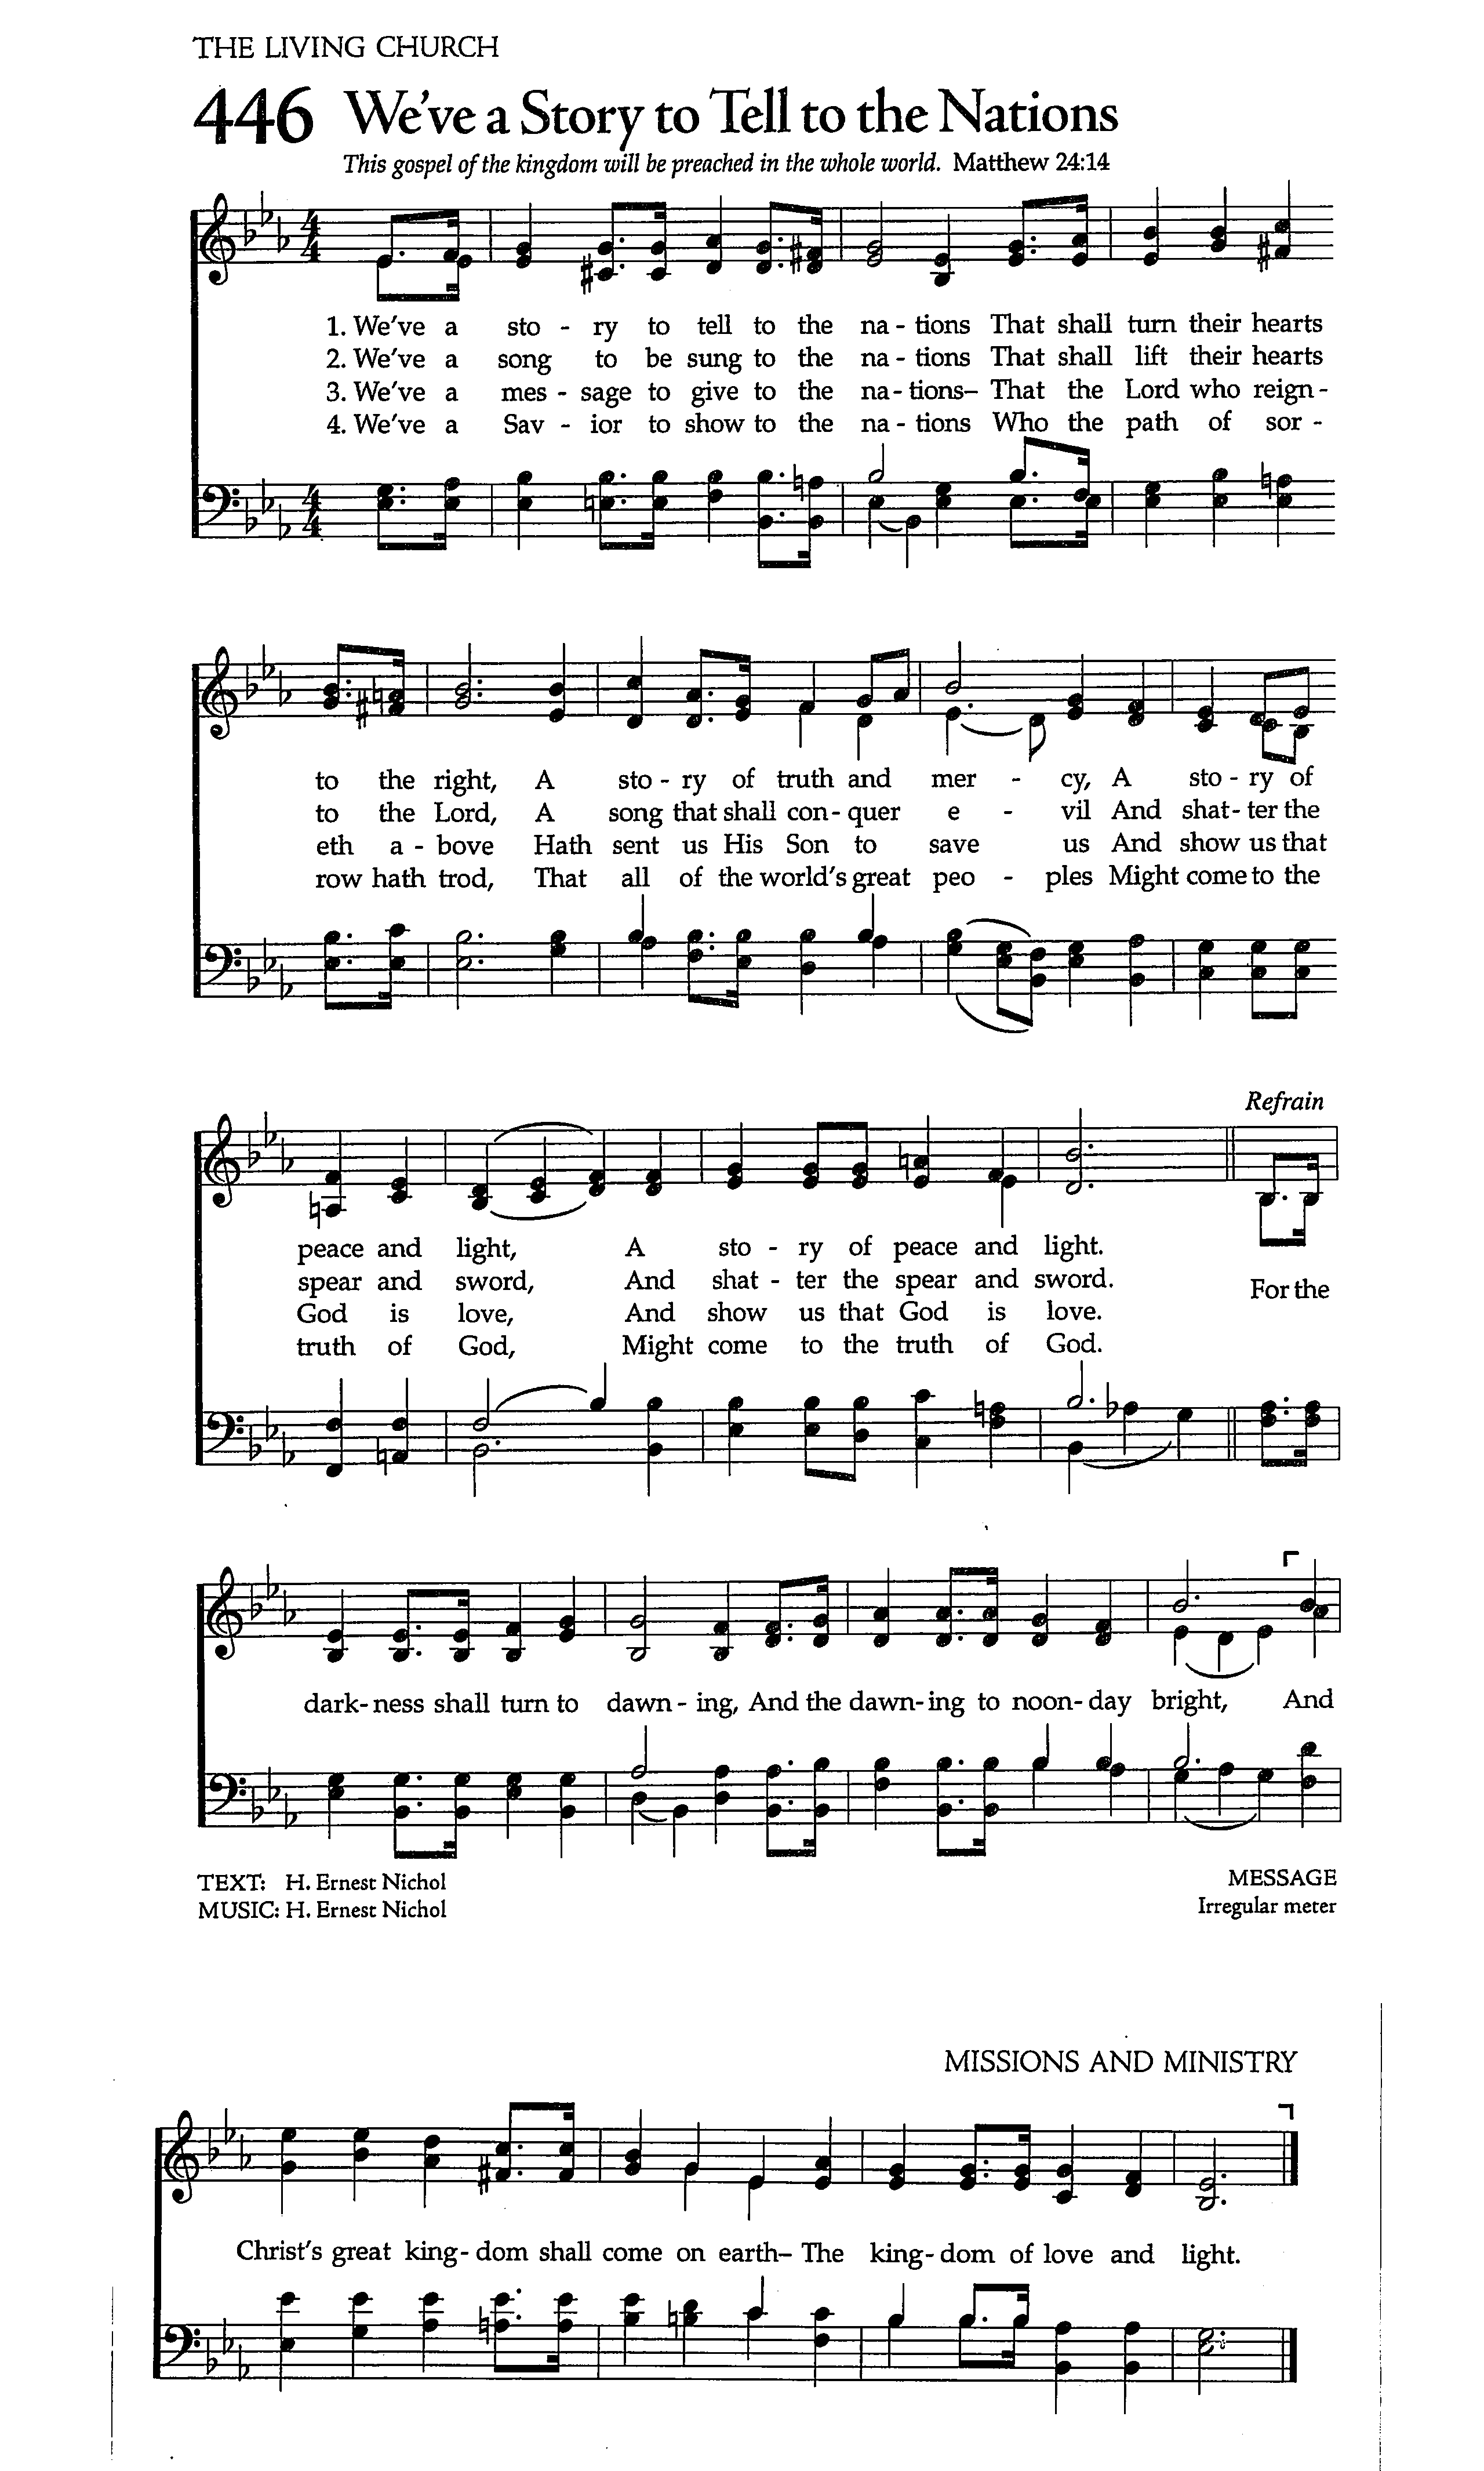 THE LIVING CHURCH
446 We've a Story to Tell to the Nations
This gospel of the kingdom will be preached in the whole world. Matthew 24:14
1. We've a sto - ry to tell to the na - tions That shall turn their hearts
2. We've a song to be sung to the na - tions That shall lift their hearts
3. We've a mes - sage to give to the na - tions– That the Lord who reign -
4. We've a Sav - ior to show to the na - tions Who the path of sor -
to the right, A sto - ry of truth and mer - cy, A sto - ry of
to the Lord, A song that shall con - quer e - vil And shat - ter the
eth a - bove Hath sent us His Son to save us And show us that
row hath trod, That all of the world's great peo - ples Might come to the
Refrain
peace and light, A sto - ry of peace and light.
spear and sword, And shat - ter the spear and sword. For the
God is love, And show us that God is love.
truth of God, Might come to the truth of God.
dark - ness shall turn to dawn - ing, And the dawn - ing to noon - day bright, And
TEXT: H. Ernest Nichol MESSAGE
MUSIC: H. Ernest Nichol Irregular meter
MISSIONS AND MINISTRY
Christ's great king - dom shall come on earth– The king - dom of love and light.